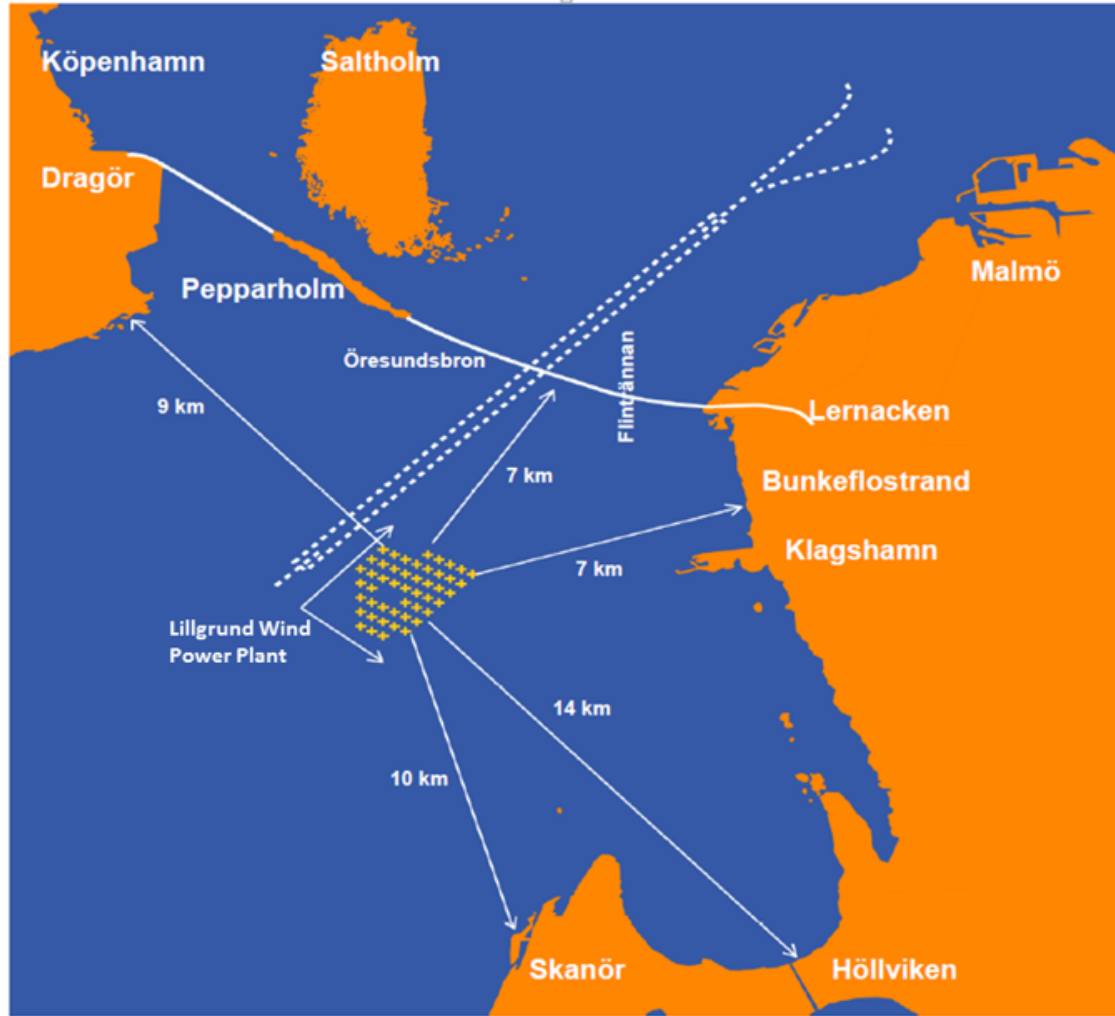 Köpenhamn
Saltholm
Dragör
Malmö
Pepparholm
Öresundsbron
Flintrännan
9 km
Lernacken
7 km
Bunkeflostrand
Klagshamn
7 km
Lillgrund Wind
Power Plant
14 km
10 km
Skanör
Höllviken